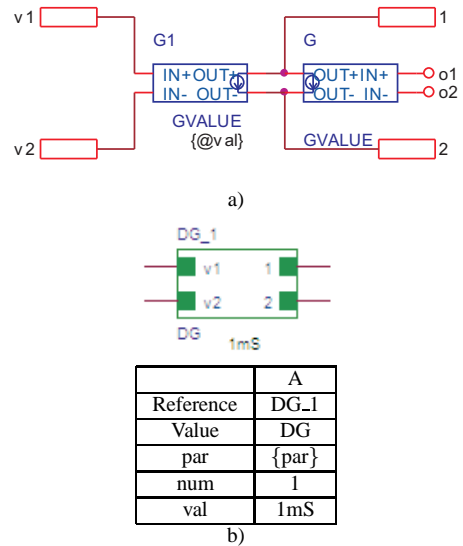 v1
1
G1
G
IN+OUT+
OUT+IN+
o1
IN- OUT-
OUT- IN-
o2
GVALUE
{@val}
GVALUE
v2
2
a)
DG_1
v1 1
v2 2
DG
1mS
A
Reference DG_1
Value DG
par {par}
num 1
val 1mS
b)